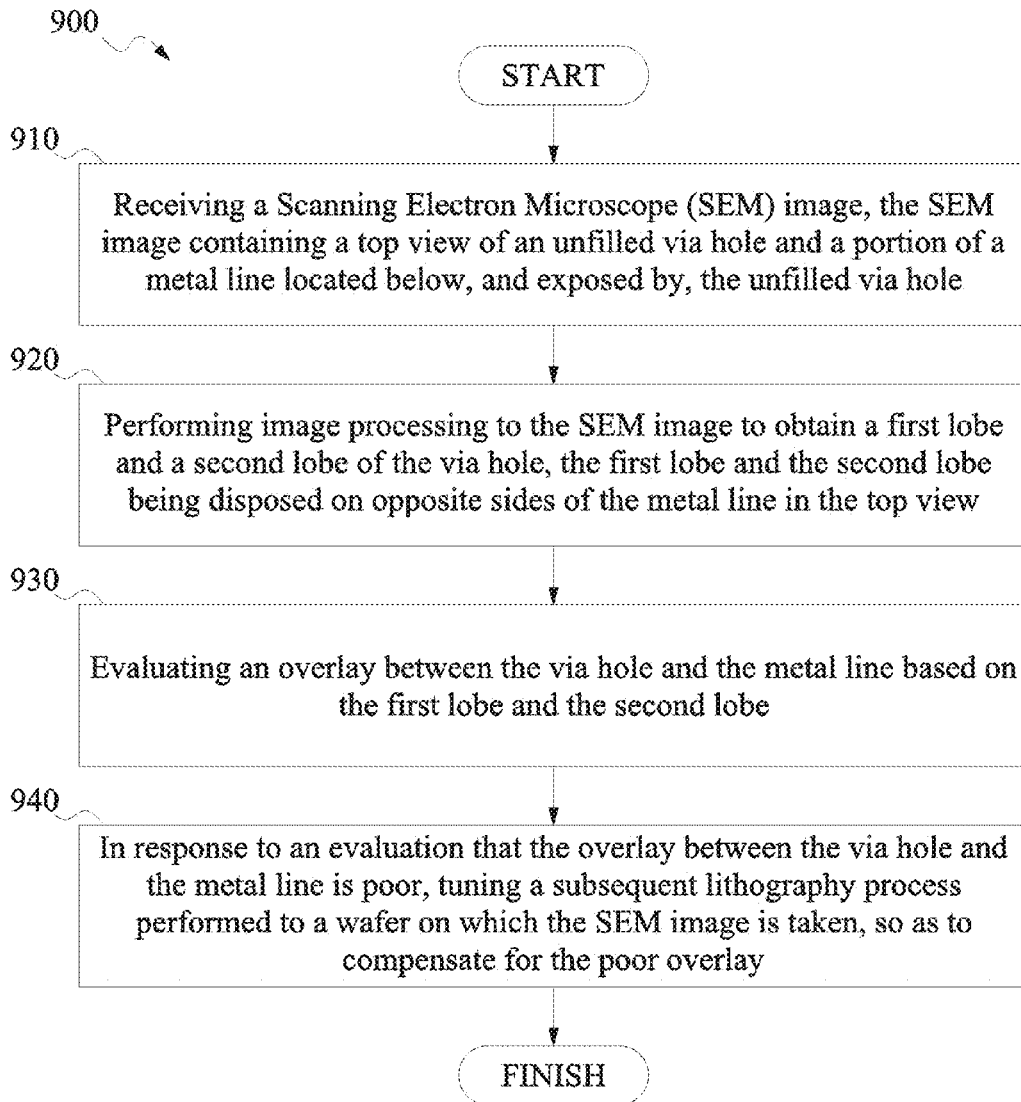 900
START
910
Receiving a Scanning Electron Microscope (SEM) image, the SEM
image containing a top view of an unfilled via hole and a portion of a
metal line located below, and exposed by, the unfilled via hole
920
Performing image processing to the SEM image to obtain a first lobe
and a second lobe of the via hole, the first lobe and the second lobe
being disposed on opposite sides of the metal line in the top view
930
Evaluating an overlay between the via hole and the metal line based on
the first lobe and the second lobe
940
In response to an evaluation that the overlay between the via hole and
the metal line is poor, tuning a subsequent lithography process
performed to a wafer on which the SEM image is taken, so as to
compensate for the poor overlay
FINISH